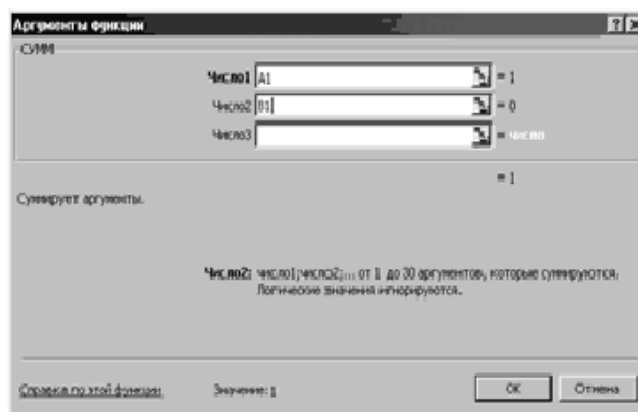 Аргументы функции
СУММ
Число1 A1 = 1
Число2 B1 = 0
Число3 = число
= 1
Суммирует аргументы.
Число2: число1;число2;... от 1 до 30 аргументов, которые суммируются.
Логические значения игнорируются.
Справка по этой функции Значение: 1 ОК Отмена